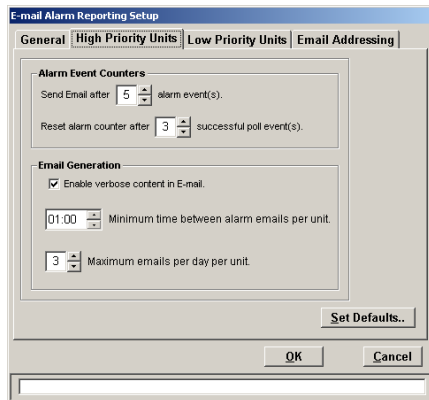 E-mail Alarm Reporting Setup
General High Priority Units Low Priority Units Email Addressing
Alarm Event Counters
Send Email after 5 alarm event(s).
Reset alarm counter after 3 successful poll event(s).
Email Generation
Enable verbose content in E-mail.
01:00 Minimum time between alarm emails per unit.
3 Maximum emails per day per unit.
Set Defaults..
OK Cancel